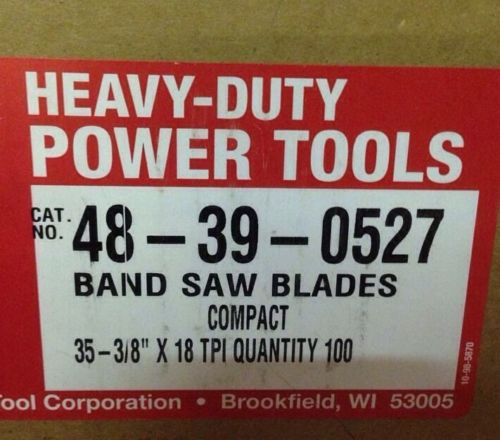 HEAVY-DUTY
POWER TOOLS
CAT. NO. 48-39-0527
BAND SAW BLADES
COMPACT
35-3/8" X 18 TPI QUANTITY 100
10-98-5870
Tool Corporation • Brookfield, WI 53005